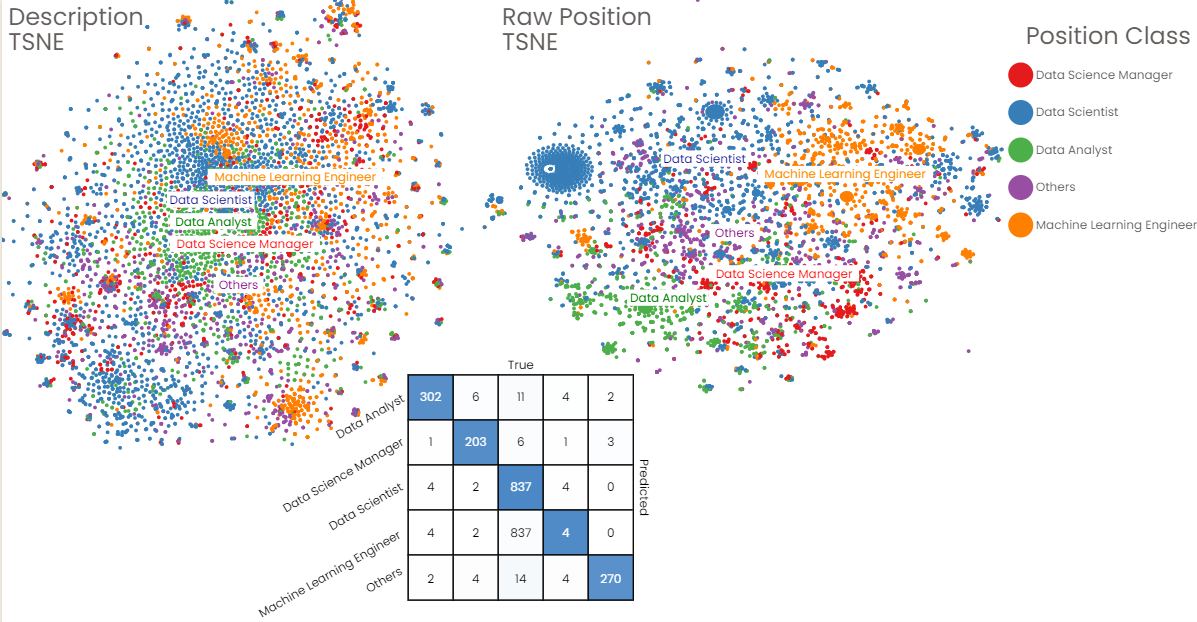 Description
TSNE
Raw Position
TSNE
Position Class
Data Science Manager
Data Scientist
Data Analyst
Others
Machine Learning Engineer
Machine Learning Engineer
Data Scientist
Data Analyst
Data Science Manager
Others
Data Scientist
Machine Learning Engineer
Others
Data Science Manager
Data Analyst
True
Predicted
Data Analyst 302 6 11 4 2
Data Science Manager 1 203 6 1 3
Data Scientist 4 2 837 4 0
Machine Learning Engineer 4 2 837 4 0
Others 2 4 14 4 270